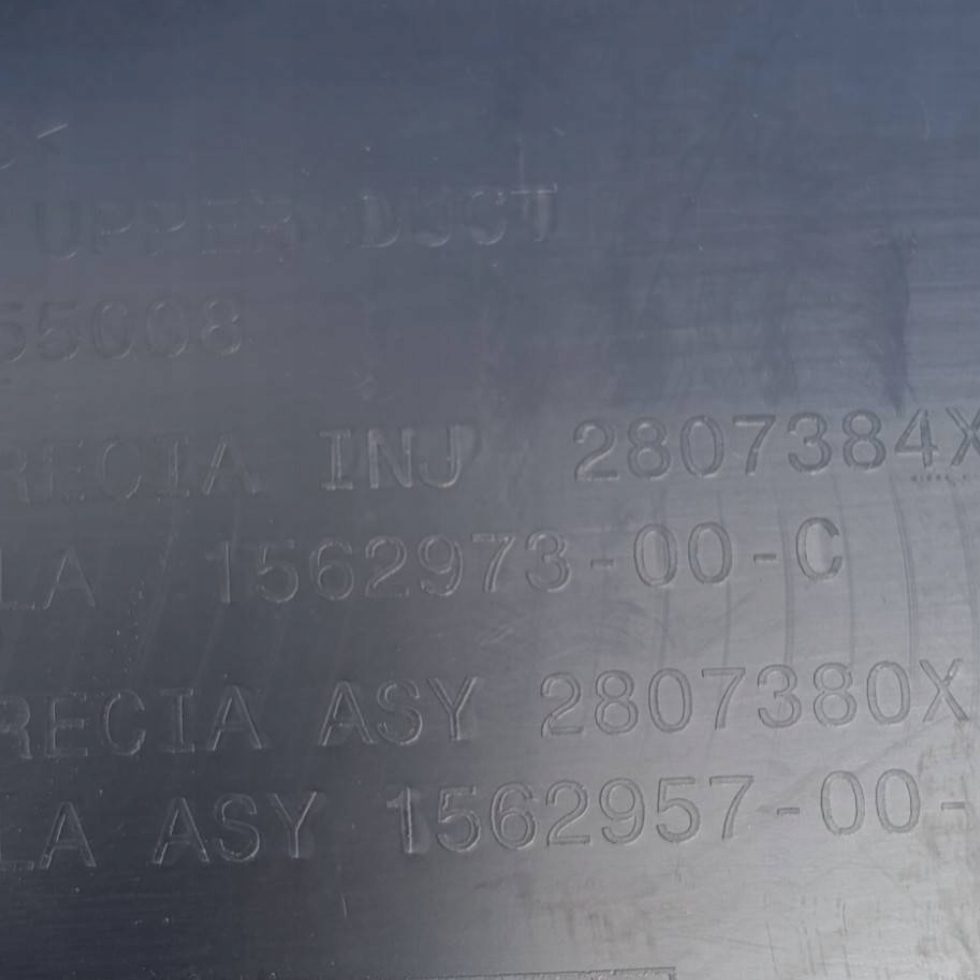 UPPER DUCT
55008
RECIA INJ 2807384X
LA 1562973-00-C
RECIA ASY 2807380X
LA ASY 1562957-00-